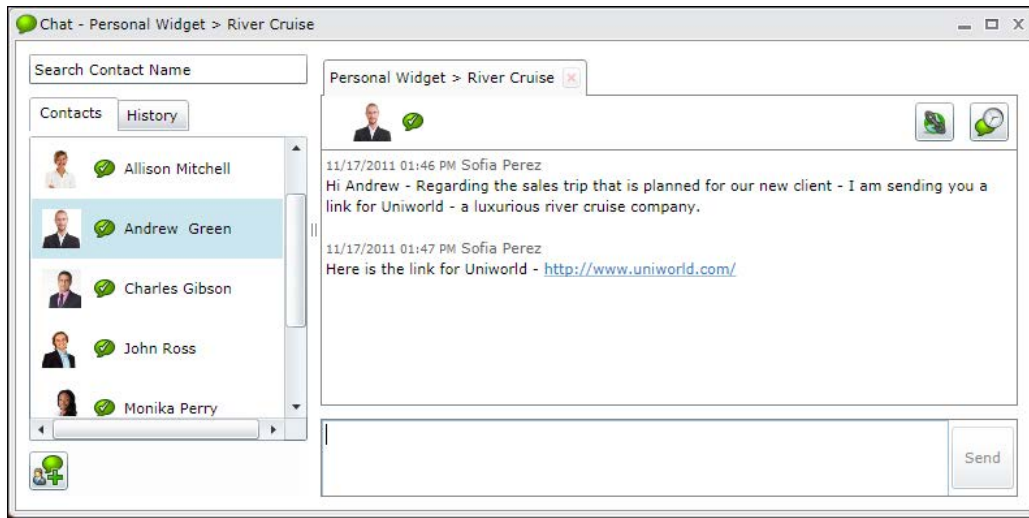 Chat - Personal Widget > River Cruise
Search Contact Name
Contacts
History
Allison Mitchell
Andrew Green
Charles Gibson
John Ross
Monika Perry
Personal Widget > River Cruise
11/17/2011 01:46 PM Sofia Perez
Hi Andrew - Regarding the sales trip that is planned for our new client - I am sending you a
link for Uniworld - a luxurious river cruise company.
11/17/2011 01:47 PM Sofia Perez
Here is the link for Uniworld - http://www.uniworld.com/
Send